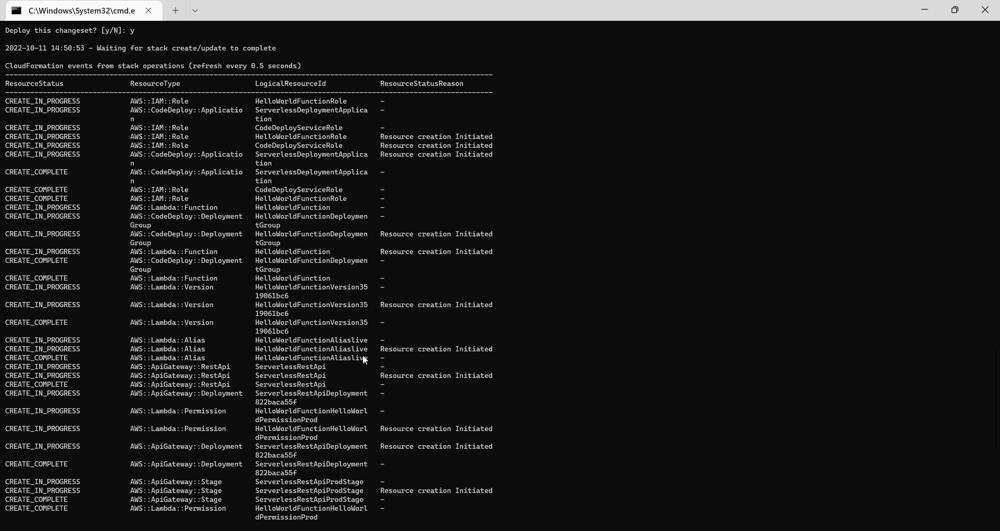 C:\Windows\System32\cmd.e
Deploy this changeset? [y/N]: y
2022-10-11 14:50:53 - Waiting for stack create/update to complete
CloudFormation events from stack operations (refresh every 0.5 seconds)
ResourceStatus ResourceType LogicalResourceId ResourceStatusReason
CREATE_IN_PROGRESS AWS::IAM::Role HelloWorldFunctionRole -
CREATE_IN_PROGRESS AWS::CodeDeploy::Applicatio ServerlessDeploymentApplica -
n tion
CREATE_IN_PROGRESS AWS::IAM::Role CodeDeployServiceRole -
CREATE_IN_PROGRESS AWS::IAM::Role HelloWorldFunctionRole Resource creation Initiated
CREATE_IN_PROGRESS AWS::IAM::Role CodeDeployServiceRole Resource creation Initiated
CREATE_IN_PROGRESS AWS::CodeDeploy::Applicatio ServerlessDeploymentApplica Resource creation Initiated
n tion
CREATE_COMPLETE AWS::CodeDeploy::Applicatio ServerlessDeploymentApplica -
n tion
CREATE_COMPLETE AWS::IAM::Role CodeDeployServiceRole -
CREATE_COMPLETE AWS::IAM::Role HelloWorldFunctionRole -
CREATE_IN_PROGRESS AWS::Lambda::Function HelloWorldFunction -
CREATE_IN_PROGRESS AWS::CodeDeploy::Deployment HelloWorldFunctionDeploymen -
Group tGroup
CREATE_IN_PROGRESS AWS::CodeDeploy::Deployment HelloWorldFunctionDeploymen Resource creation Initiated
Group tGroup
CREATE_IN_PROGRESS AWS::Lambda::Function HelloWorldFunction Resource creation Initiated
CREATE_COMPLETE AWS::CodeDeploy::Deployment HelloWorldFunctionDeploymen -
Group tGroup
CREATE_COMPLETE AWS::Lambda::Function HelloWorldFunction -
CREATE_IN_PROGRESS AWS::Lambda::Version HelloWorldFunctionVersion35 -
19061bc6
CREATE_IN_PROGRESS AWS::Lambda::Version HelloWorldFunctionVersion35 Resource creation Initiated
19061bc6
CREATE_COMPLETE AWS::Lambda::Version HelloWorldFunctionVersion35 -
19061bc6
CREATE_IN_PROGRESS AWS::Lambda::Alias HelloWorldFunctionAliaslive -
CREATE_IN_PROGRESS AWS::Lambda::Alias HelloWorldFunctionAliaslive Resource creation Initiated
CREATE_COMPLETE AWS::Lambda::Alias HelloWorldFunctionAliaslive -
CREATE_IN_PROGRESS AWS::ApiGateway::RestApi ServerlessRestApi -
CREATE_IN_PROGRESS AWS::ApiGateway::RestApi ServerlessRestApi Resource creation Initiated
CREATE_COMPLETE AWS::ApiGateway::RestApi ServerlessRestApi -
CREATE_IN_PROGRESS AWS::ApiGateway::Deployment ServerlessRestApiDeployment -
822baca55f
CREATE_IN_PROGRESS AWS::Lambda::Permission HelloWorldFunctionHelloWorl -
dPermissionProd
CREATE_IN_PROGRESS AWS::Lambda::Permission HelloWorldFunctionHelloWorl Resource creation Initiated
dPermissionProd
CREATE_IN_PROGRESS AWS::ApiGateway::Deployment ServerlessRestApiDeployment Resource creation Initiated
822baca55f
CREATE_COMPLETE AWS::ApiGateway::Deployment ServerlessRestApiDeployment -
822baca55f
CREATE_IN_PROGRESS AWS::ApiGateway::Stage ServerlessRestApiProdStage -
CREATE_IN_PROGRESS AWS::ApiGateway::Stage ServerlessRestApiProdStage Resource creation Initiated
CREATE_COMPLETE AWS::ApiGateway::Stage ServerlessRestApiProdStage -
CREATE_COMPLETE AWS::Lambda::Permission HelloWorldFunctionHelloWorl -
dPermissionProd